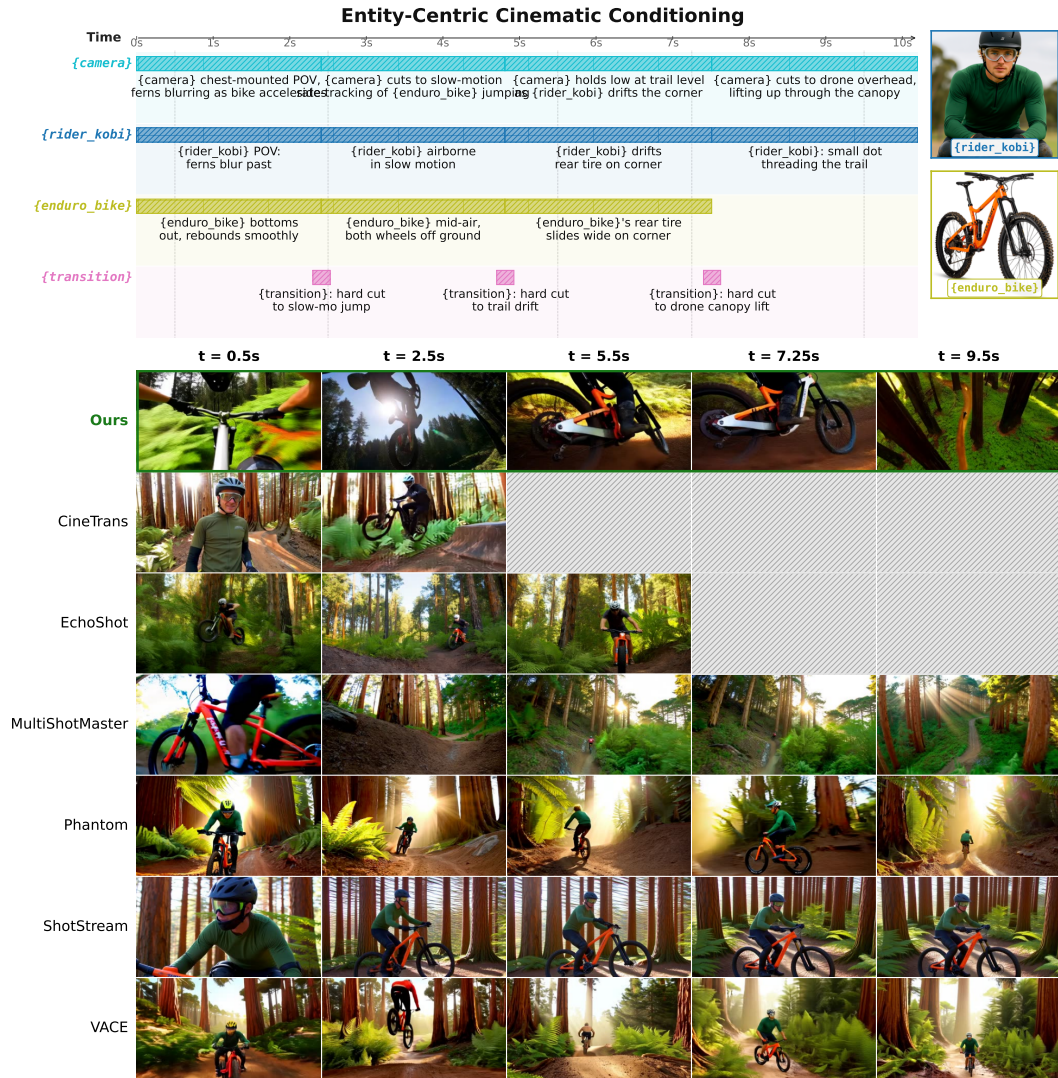 Entity-Centric Cinematic Conditioning
Time
0s 1s 2s 3s 4s 5s 6s 7s 8s 9s 10s
{camera}
{camera} chest-mounted POV,
ferns blurring as bike accelerates
{camera} cuts to slow-motion
side tracking of {enduro_bike} jumping
{camera} holds low at trail level
as {rider_kobi} drifts the corner
{camera} cuts to drone overhead,
lifting up through the canopy
{rider_kobi}
{rider_kobi} POV:
ferns blur past
{rider_kobi} airborne
in slow motion
{rider_kobi} drifts
rear tire on corner
{rider_kobi}: small dot
threading the trail
{enduro_bike}
{enduro_bike} bottoms
out, rebounds smoothly
{enduro_bike} mid-air,
both wheels off ground
{enduro_bike}'s rear tire
slides wide on corner
{transition}
{transition}: hard cut
to slow-mo jump
{transition}: hard cut
to trail drift
{transition}: hard cut
to drone canopy lift
{rider_kobi}
{enduro_bike}
t = 0.5s t = 2.5s t = 5.5s t = 7.25s t = 9.5s
Ours
CineTrans
EchoShot
MultiShotMaster
Phantom
ShotStream
VACE